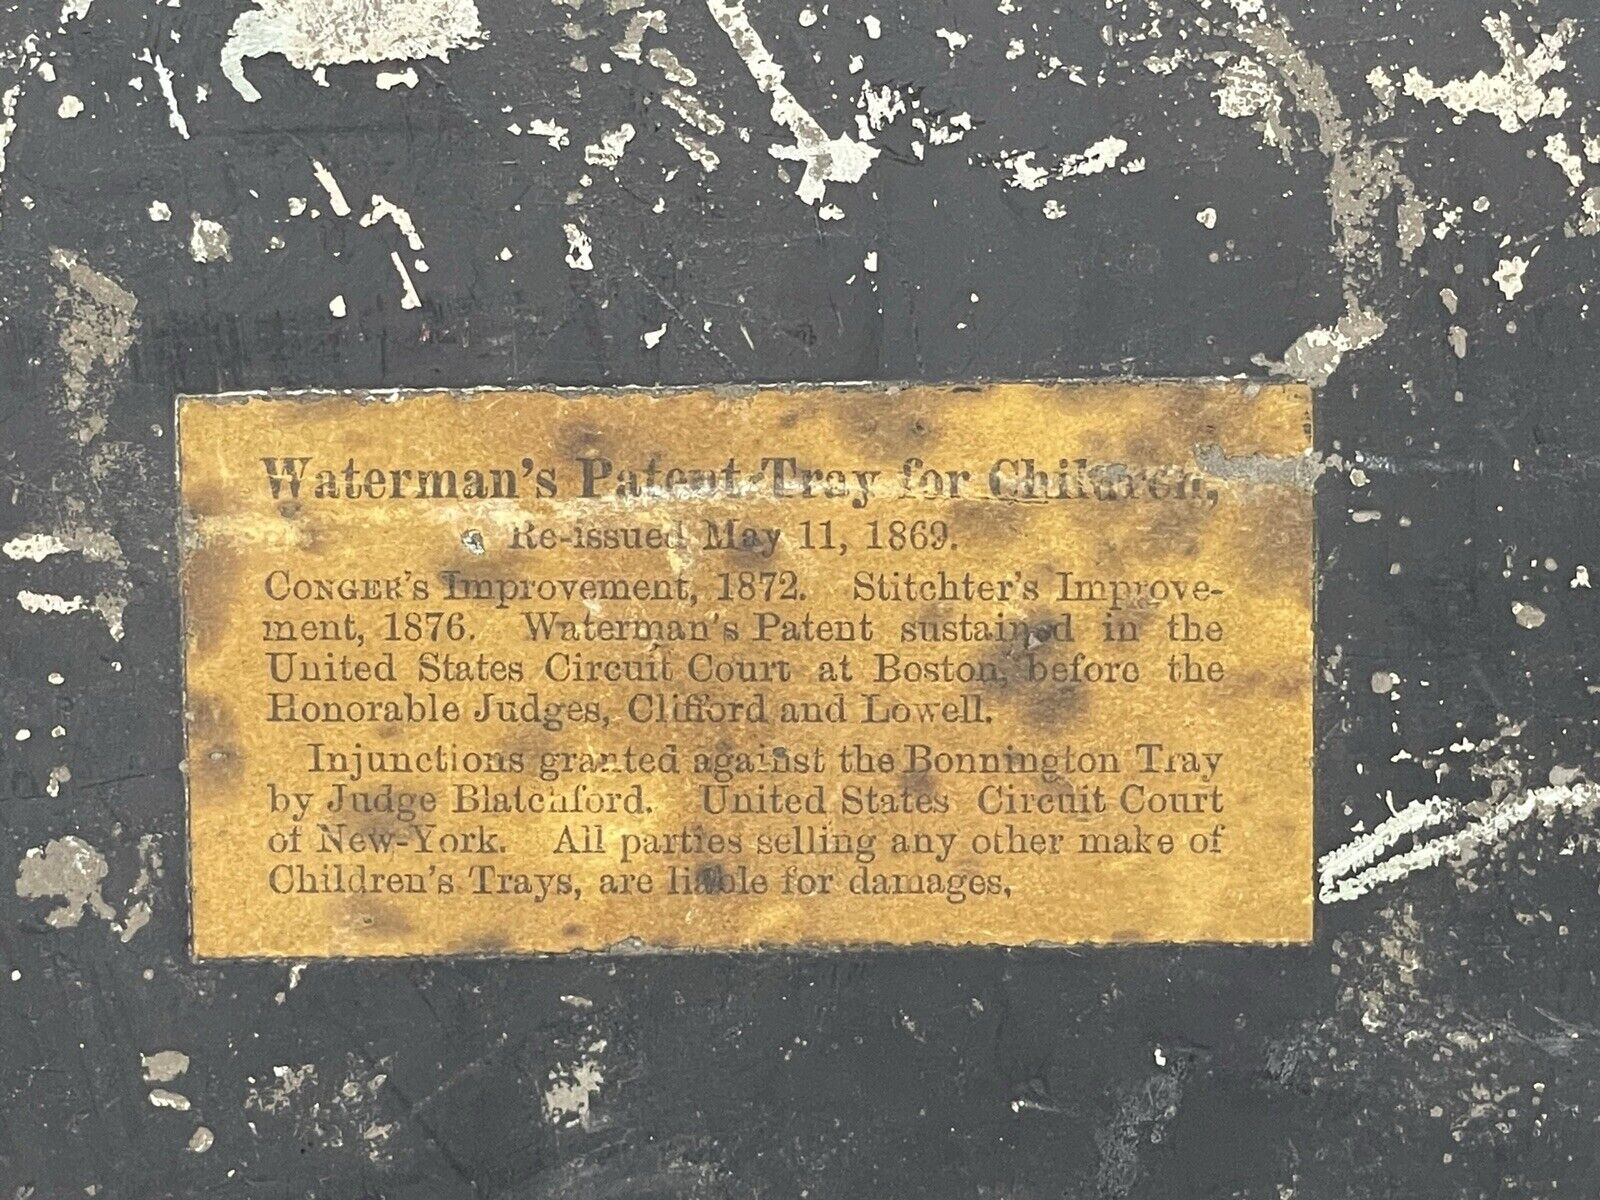 Waterman's Patent Tray for Children,
Re-issued May 11, 1869.
CONGER'S Improvement, 1872. Stitchter's Improve-
ment, 1876. Waterman's Patent sustained in the
United States Circuit Court at Boston, before the
Honorable Judges, Clifford and Lowell.
Injunctions granted against the Bonnington Tray
by Judge Blatchford. United States Circuit Court
of New-York. All parties selling any other make of
Children's Trays, are liable for damages,